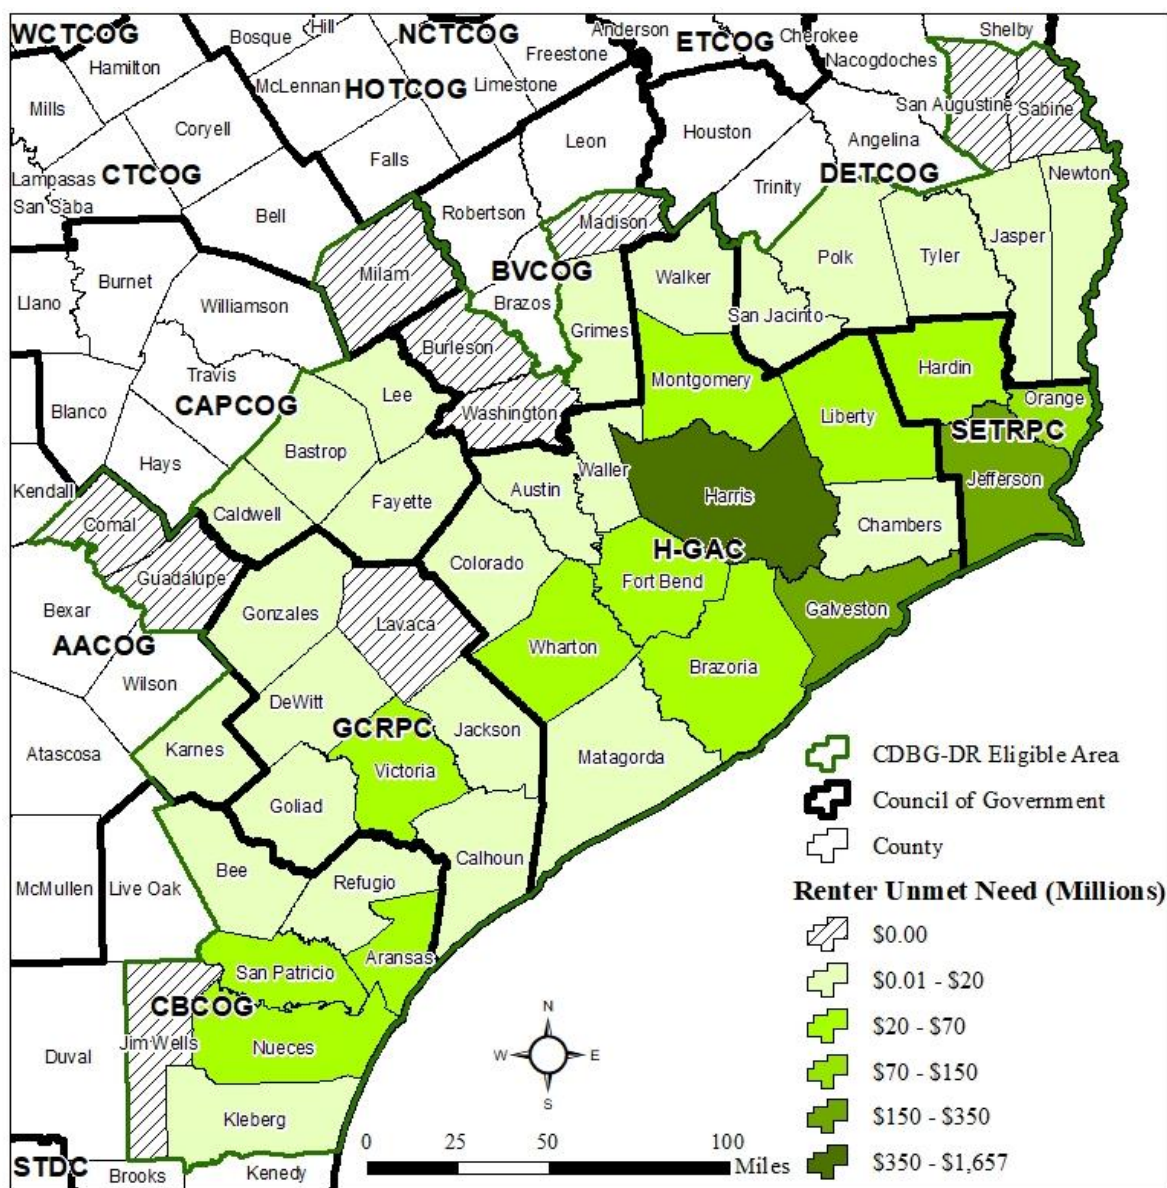 WCTCOG
Hill
Bosque
NCTCOG
Anderson
ETCOG
Cherokee
Shelby
Hamilton
Freestone
Nacogdoches
McLennan
HOTCOG
Limestone
Mills
San Augustine
Sabine
Coryell
Leon
Houston
Angelina
Falls
Lampasas
CTCOG
DETCOG
Newton
Trinity
San Saba
Bell
Robertson
Madison
Jasper
Milam
BVCOG
Walker
Polk
Tyler
Burnet
Llano
Williamson
Brazos
San Jacinto
Grimes
Burleson
Travis
Montgomery
Hardin
Lee
Orange
CAPCOG
Blanco
Washington
Liberty
SETRPC
Bastrop
Hays
Waller
Jefferson
Kendall
Austin
Harris
Fayette
Caldwell
Comal
Chambers
H-GAC
Colorado
Guadalupe
Fort Bend
Bexar
Gonzales
Galveston
Lavaca
AACOG
Wharton
Brazoria
Wilson
DeWitt
GCRPC
Jackson
Karnes
Atascosa
Matagorda
Victoria
Goliad
Calhoun
Bee
Refugio
McMullen
Live Oak
Aransas
San Patricio
CBCOG
Jim Wells
Nueces
Duval
Kleberg
STDC
Brooks
Kenedy
CDBG-DR Eligible Area
Council of Government
County
Renter Unmet Need (Millions)
$0.00
$0.01 - $20
$20 - $70
$70 - $150
$150 - $350
$350 - $1,657
N
W E
S
0 25 50 100
Miles